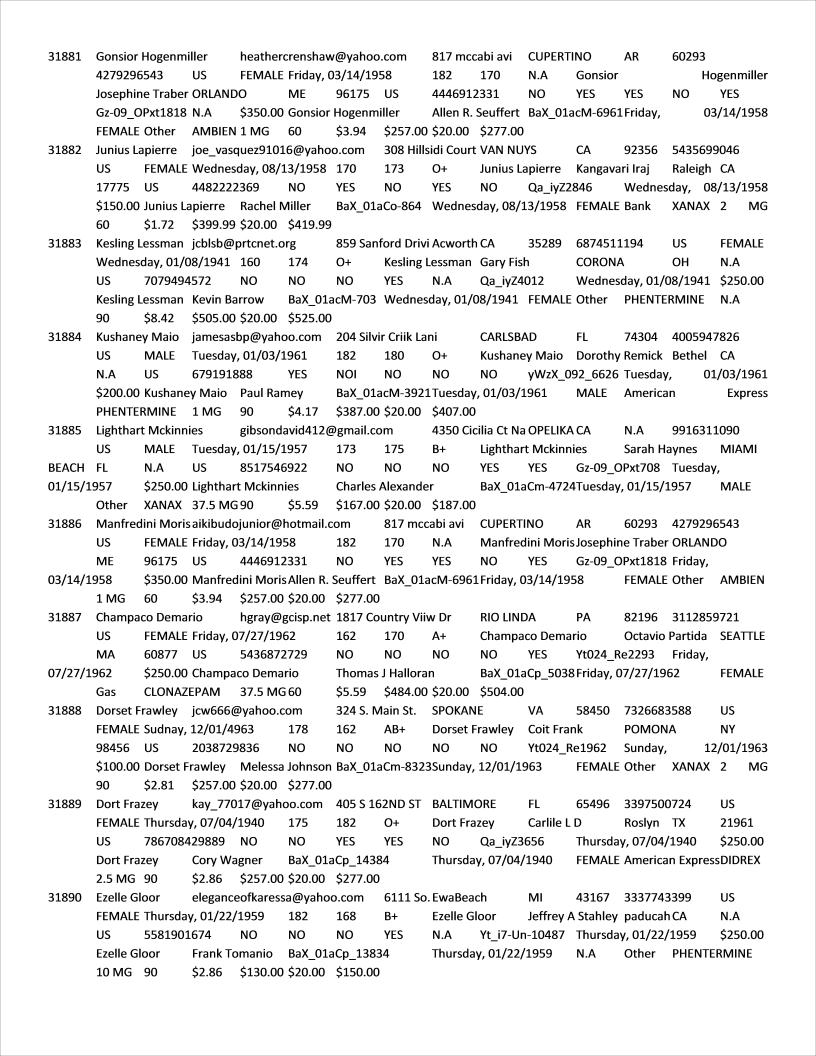 31881 Gonsior Hogenmiller heathercrenshaw@yahoo.com 817 mccabi avi CUPERTINO AR 60293
4279296543 US FEMALE Friday, 03/14/1958 182 170 N.A Gonsior Hogenmiller
Josephine Traber ORLANDO ME 96175 US 4446912331 NO YES YES NO YES
Gz-09_OPxt1818 N.A $350.00 Gonsior Hogenmiller Allen R. Seuffert BaX_01acM-6961 Friday, 03/14/1958
FEMALE Other AMBIEN 1 MG 60 $3.94 $257.00 $20.00 $277.00
31882 Junius Lapierre joe_vasquez91016@yahoo.com 308 Hillsidi Court VAN NUYS CA 92356 5435699046
US FEMALE Wednesday, 08/13/1958 170 173 O+ Junius Lapierre Kangavari Iraj Raleigh CA
17775 US 4482222369 NO YES NO YES NO Qa_iyZ2846 Wednesday, 08/13/1958
$150.00 Junius Lapierre Rachel Miller BaX_01aCo-864 Wednesday, 08/13/1958 FEMALE Bank XANAX 2 MG
60 $1.72 $399.99 $20.00 $419.99
31883 Kesling Lessman jcblsb@prtcnet.org 859 Sanford Drivi Acworth CA 35289 6874511194 US FEMALE
Wednesday, 01/08/1941 160 174 O+ Kesling Lessman Gary Fish CORONA OH N.A
US 7079494572 NO NO NO YES N.A Qa_iyZ4012 Wednesday, 01/08/1941 $250.00
Kesling Lessman Kevin Barrow BaX_01acM-703 Wednesday, 01/08/1941 FEMALE Other PHENTERMINE N.A
90 $8.42 $505.00 $20.00 $525.00
31884 Kushaney Maio jamesasbp@yahoo.com 204 Silvir Criik Lani CARLSBAD FL 74304 4005947826
US MALE Tuesday, 01/03/1961 182 180 O+ Kushaney Maio Dorothy Remick Bethel CA
N.A US 679191888 YES NOI NO NO NO yWzX_092_6626 Tuesday, 01/03/1961
$200.00 Kushaney Maio Paul Ramey BaX_01acM-3921 Tuesday, 01/03/1961 MALE American Express
PHENTERMINE 1 MG 90 $4.17 $387.00 $20.00 $407.00
31885 Lighthart Mckinnies gibsondavid412@gmail.com 4350 Cicilia Ct Na OPELIKA CA N.A 9916311090
US MALE Tuesday, 01/15/1957 173 175 B+ Lighthart Mckinnies Sarah Haynes MIAMI
BEACH FL N.A US 8517546922 NO NO NO YES YES Gz-09_OPxt708 Tuesday,
01/15/1957 $250.00 Lighthart Mckinnies Charles Alexander BaX_01aCm-4724 Tuesday, 01/15/1957 MALE
Other XANAX 37.5 MG 90 $5.59 $167.00 $20.00 $187.00
31886 Manfredini Moris aikibudojunior@hotmail.com 817 mccabi avi CUPERTINO AR 60293 4279296543
US FEMALE Friday, 03/14/1958 182 170 N.A Manfredini Moris Josephine Traber ORLANDO
ME 96175 US 4446912331 NO YES YES NO YES Gz-09_OPxt1818 Friday,
03/14/1958 $350.00 Manfredini Moris Allen R. Seuffert BaX_01acM-6961 Friday, 03/14/1958 FEMALE Other AMBIEN
1 MG 60 $3.94 $257.00 $20.00 $277.00
31887 Champaco Demario hgray@gcisp.net 1817 Country Viiw Dr RIO LINDA PA 82196 3112859721
US FEMALE Friday, 07/27/1962 162 170 A+ Champaco Demario Octavio Partida SEATTLE
MA 60877 US 5436872729 NO NO NO NO YES Yt024_Re2293 Friday,
07/27/1962 $250.00 Champaco Demario Thomas J Halloran BaX_01aCp_5038 Friday, 07/27/1962 FEMALE
Gas CLONAZEPAM 37.5 MG 60 $5.59 $484.00 $20.00 $504.00
31888 Dorset Frawley jcw666@yahoo.com 324 S. Main St. SPOKANE VA 58450 7326683588 US
FEMALE Sudnay, 12/01/4963 178 162 AB+ Dorset Frawley Coit Frank POMONA NY
98456 US 2038729836 NO NO NO NO NO Yt024_Re1962 Sunday, 12/01/1963
$100.00 Dorset Frawley Melessa Johnson BaX_01aCm-8323 Sunday, 12/01/1963 FEMALE Other XANAX 2 MG
90 $2.81 $257.00 $20.00 $277.00
31889 Dort Frazey kay_77017@yahoo.com 405 S 162ND ST BALTIMORE FL 65496 3397500724 US
FEMALE Thursday, 07/04/1940 175 182 O+ Dort Frazey Carlile L D Roslyn TX 21961
US 786708429889 NO NO YES YES NO Qa_iyZ3656 Thursday, 07/04/1940 $250.00
Dort Frazey Cory Wagner BaX_01aCp_14384 Thursday, 07/04/1940 FEMALE American Express DIDREX
2.5 MG 90 $2.86 $257.00 $20.00 $277.00
31890 Ezelle Gloor eleganceofkaressa@yahoo.com 6111 So. EwaBeach MI 43167 3337743399 US
FEMALE Thursday, 01/22/1959 182 168 B+ Ezelle Gloor Jeffrey A Stahley paducah CA N.A
US 5581901674 NO NO NO YES N.A Yt_i7-Un-10487 Thursday, 01/22/1959 $250.00
Ezelle Gloor Frank Tomanio BaX_01aCp_13834 Thursday, 01/22/1959 N.A Other PHENTERMINE
10 MG 90 $2.86 $130.00 $20.00 $150.00